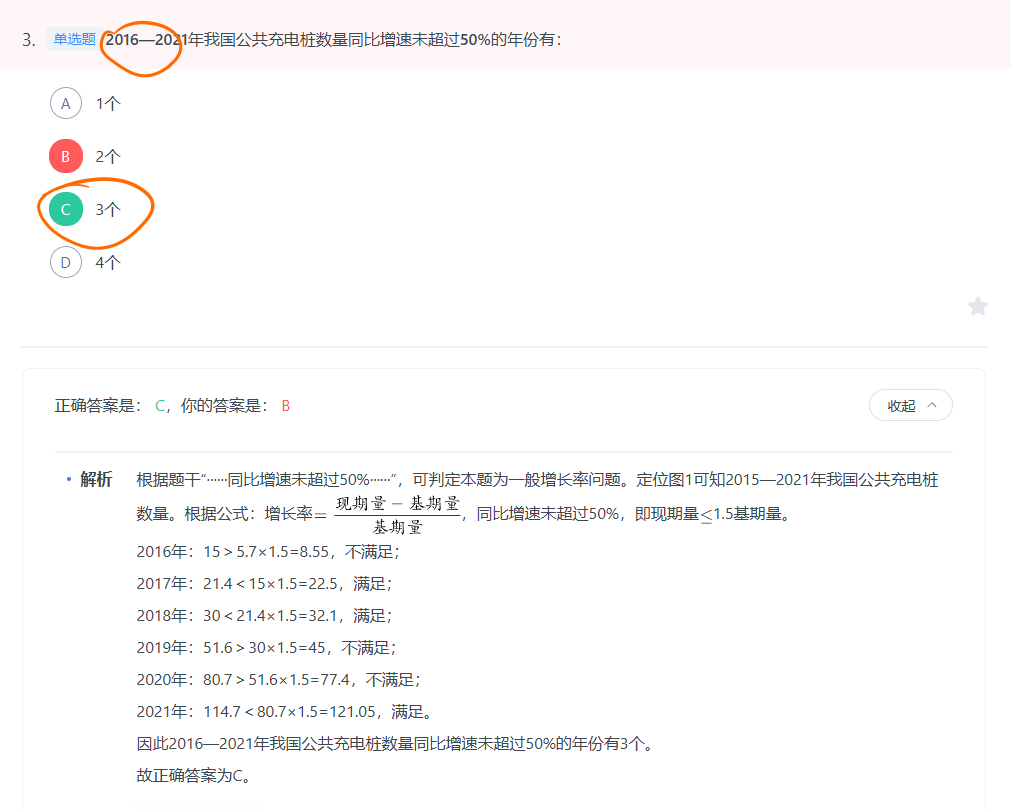 3. 单选题 2016—2021年我国公共充电桩数量同比增速未超过50%的年份有：
A 1个
B 2个
C 3个
D 4个
正确答案是： C，你的答案是： B
收起
• 解析 根据题干“……同比增速未超过50%……”，可判定本题为一般增长率问题。定位图1可知2015—2021年我国公共充电桩
数量。根据公式：增长率= (现期量 − 基期量)/基期量，同比增速未超过50%，即现期量≤1.5基期量。
2016年：15＞5.7×1.5=8.55，不满足；
2017年：21.4＜15×1.5=22.5，满足；
2018年：30＜21.4×1.5=32.1，满足；
2019年：51.6＞30×1.5=45，不满足；
2020年：80.7＞51.6×1.5=77.4，不满足；
2021年：114.7＜80.7×1.5=121.05，满足。
因此2016—2021年我国公共充电桩数量同比增速未超过50%的年份有3个。
故正确答案为C。